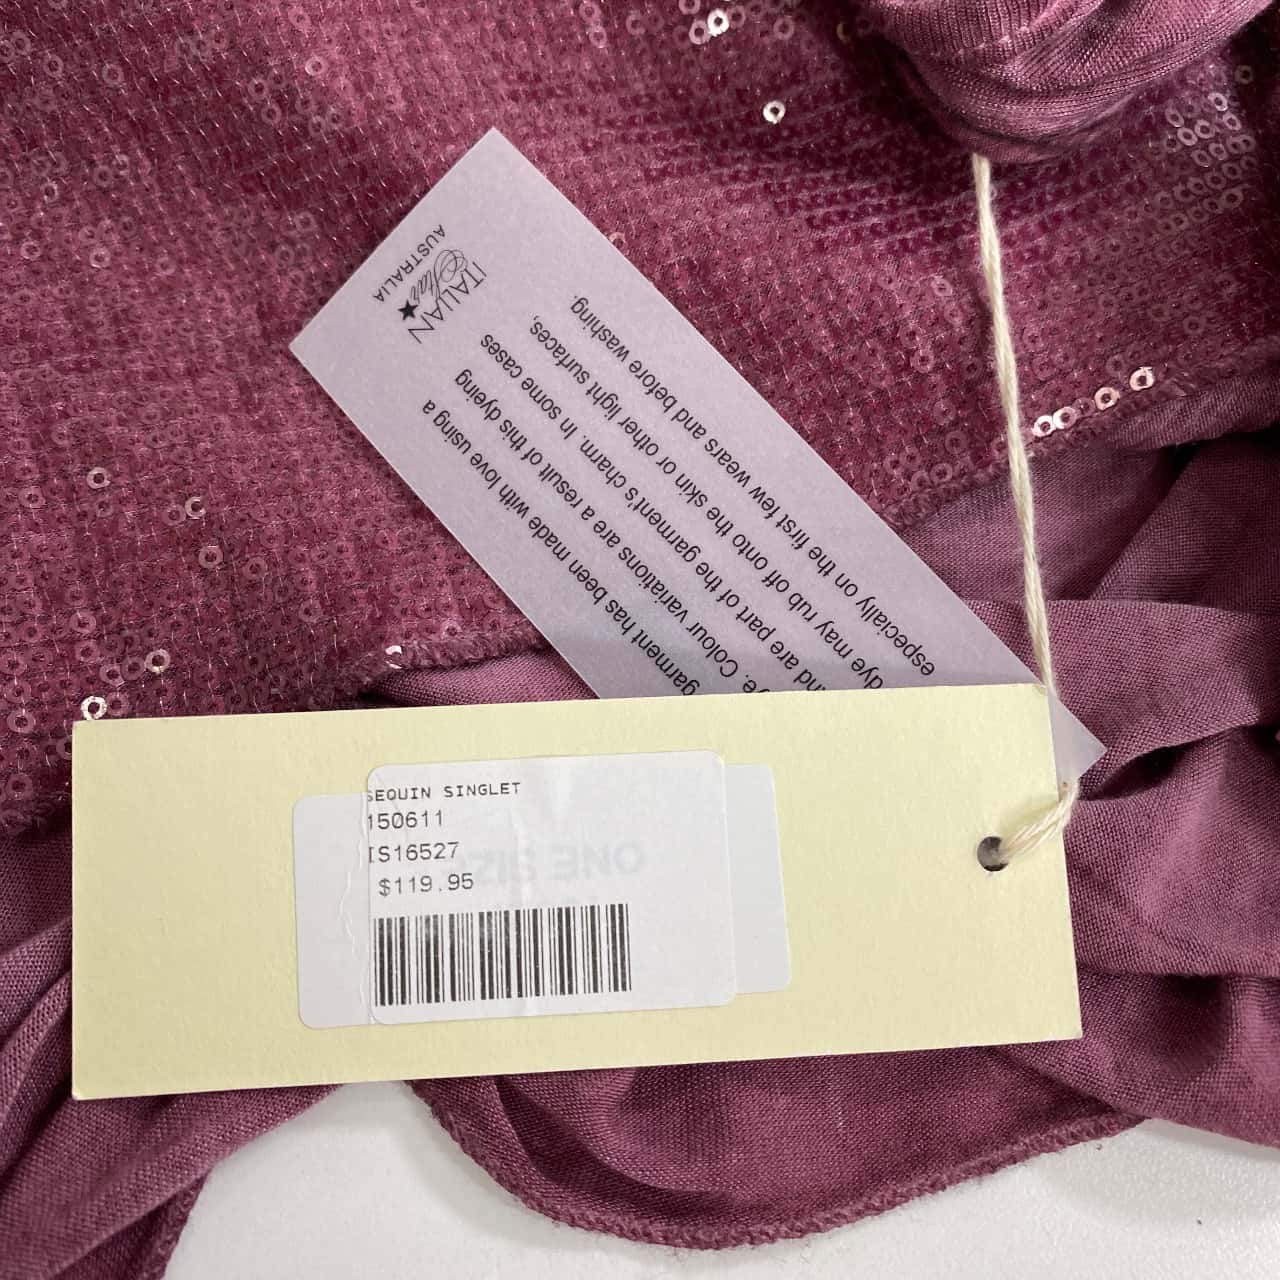 ITALIAN
Star
AUSTRALIA
garment has been made with love using a
Colour variations are a result of this dyeing
and are part of the garment's charm. In some cases
dye may rub off onto the skin or other light surfaces,
especially on the first few wears and before washing.
SEQUIN SINGLET
150611
IS16527
$119.95
ONE SIZE